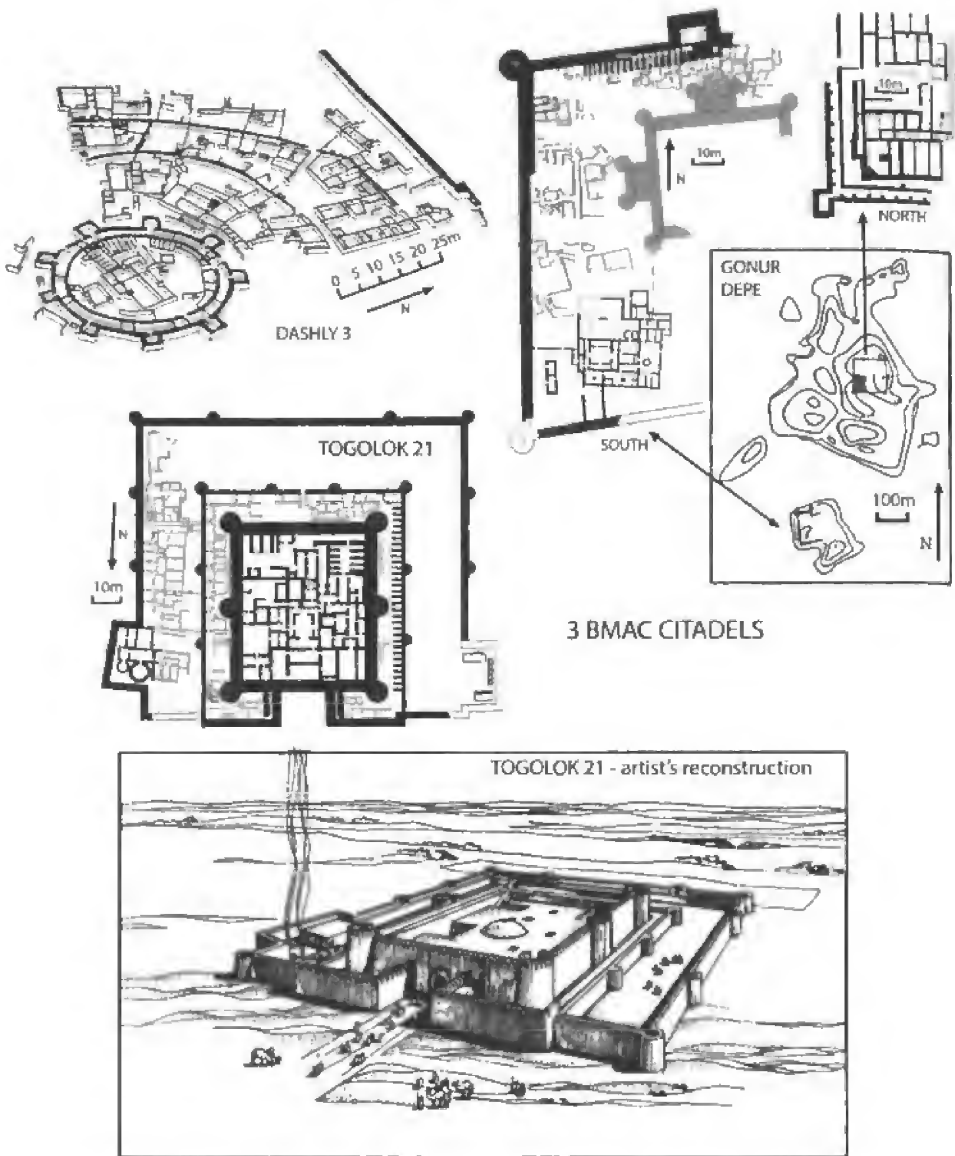 0 5 10 15 20 25m
N
DASHLY 3
10m
N
SOUTH
10m
NORTH
GONUR
DEPE
100m
N
TOGOLOK 21
N
10m
3 BMAC CITADELS
TOGOLOK 21 - artist's reconstruction